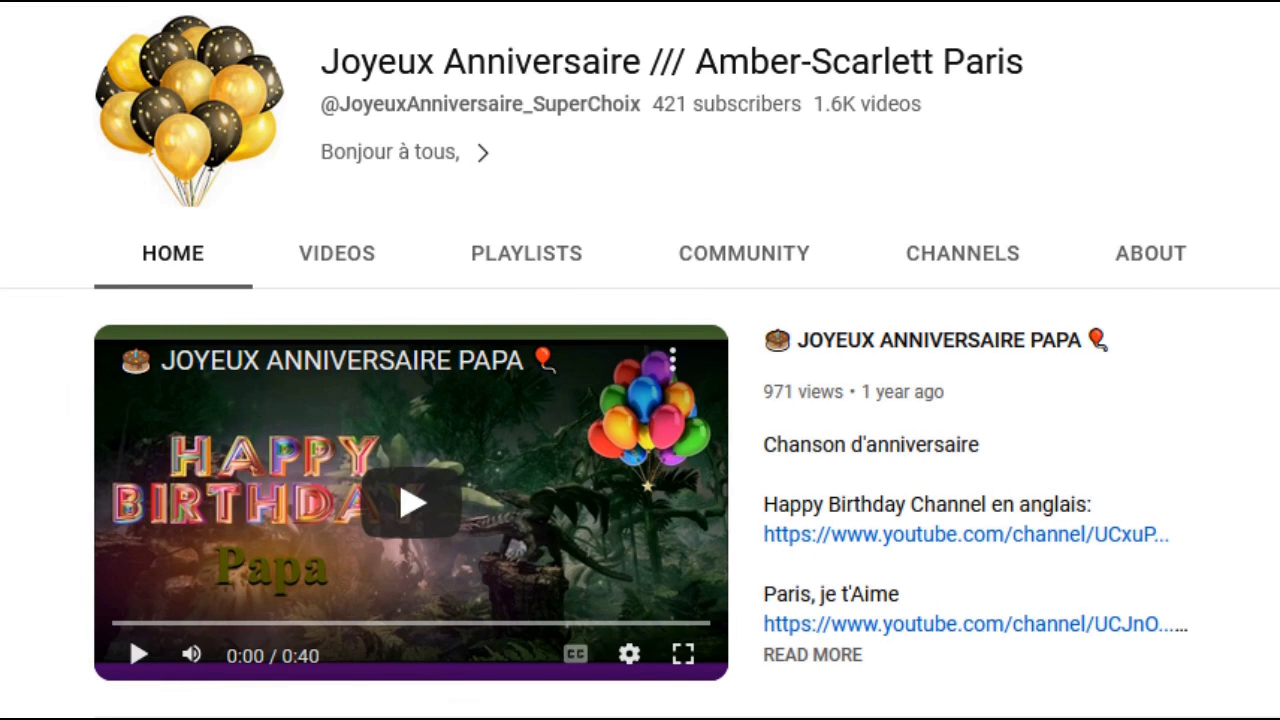 Joyeux Anniversaire /// Amber-Scarlett Paris
@JoyeuxAnniversaire_SuperChoix 421 subscribers 1.6K videos
Bonjour à tous,
HOME VIDEOS PLAYLISTS COMMUNITY CHANNELS ABOUT
🎂 JOYEUX ANNIVERSAIRE PAPA 🎈
HAPPY
BIRTHDAY
Papa
0:00 / 0:40
CC
🎂 JOYEUX ANNIVERSAIRE PAPA 🎈
971 views • 1 year ago
Chanson d'anniversaire
Happy Birthday Channel en anglais:
https://www.youtube.com/channel/UCxuP...
Paris, je t'Aime
https://www.youtube.com/channel/UCJnO......
READ MORE